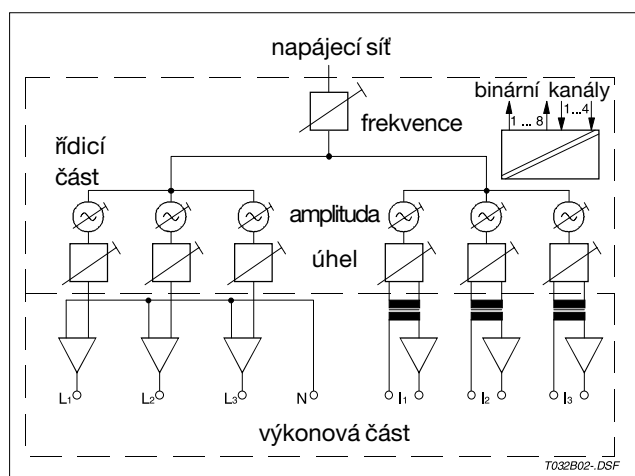 napájecí síť
binární kanály
1 ... 8 1...4
frekvence
řídicí
část
amplituda
úhel
L1 L2 L3 N I1 I2 I3
výkonová část
T032B02-.DSF